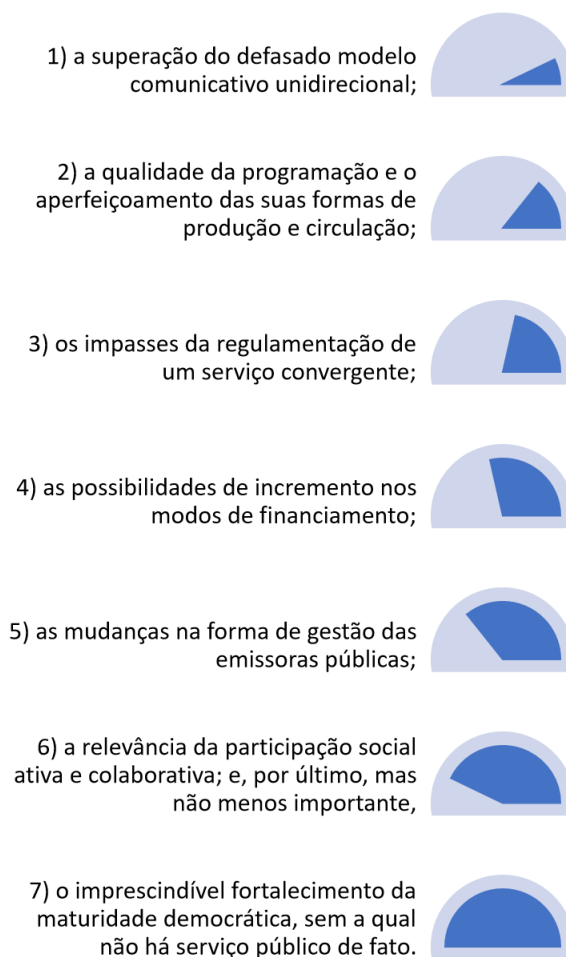 1) a superação do defasado modelo
comunicativo unidirecional;
2) a qualidade da programação e o
aperfeiçoamento das suas formas de
produção e circulação;
3) os impasses da regulamentação de
um serviço convergente;
4) as possibilidades de incremento nos
modos de financiamento;
5) as mudanças na forma de gestão das
emissoras públicas;
6) a relevância da participação social
ativa e colaborativa; e, por último, mas
não menos importante,
7) o imprescindível fortalecimento da
maturidade democrática, sem a qual
não há serviço público de fato.